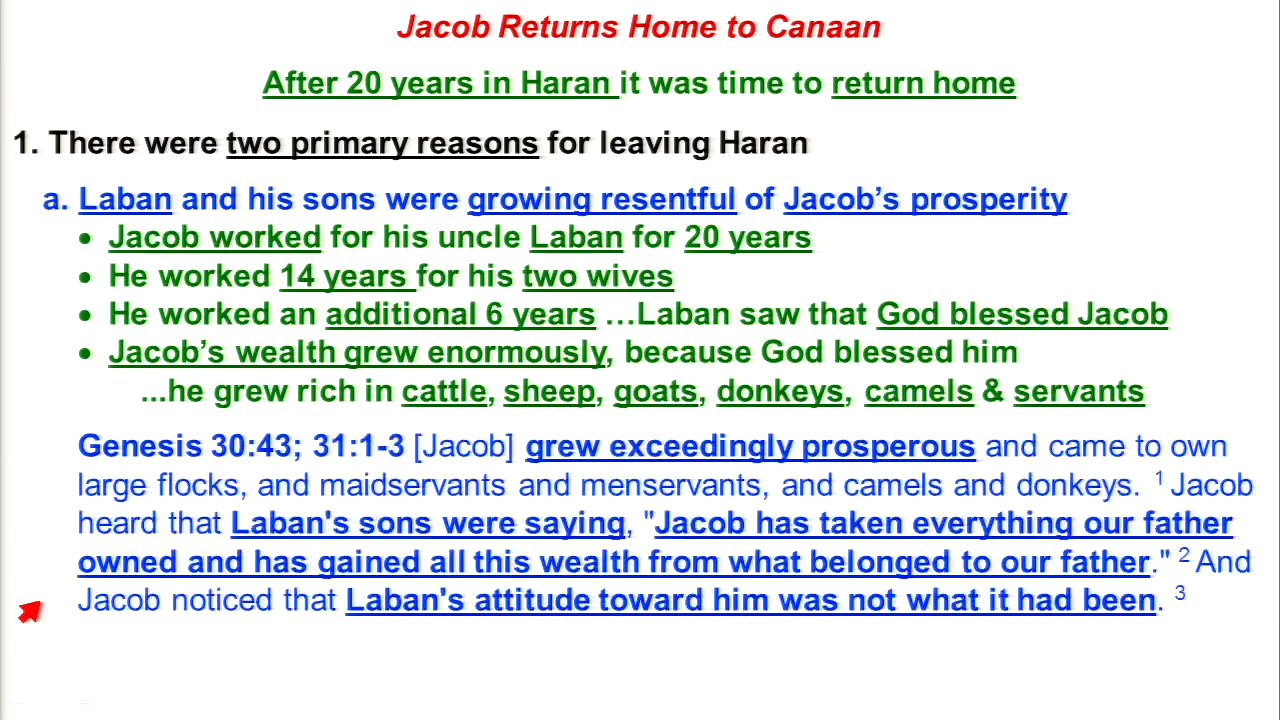 Jacob Returns Home to Canaan
After 20 years in Haran it was time to return home
1. There were two primary reasons for leaving Haran
a. Laban and his sons were growing resentful of Jacob’s prosperity
• Jacob worked for his uncle Laban for 20 years
• He worked 14 years for his two wives
• He worked an additional 6 years …Laban saw that God blessed Jacob
• Jacob’s wealth grew enormously, because God blessed him
...he grew rich in cattle, sheep, goats, donkeys, camels & servants
Genesis 30:43; 31:1-3 [Jacob] grew exceedingly prosperous and came to own
large flocks, and maidservants and menservants, and camels and donkeys. ¹ Jacob
heard that Laban's sons were saying, "Jacob has taken everything our father
owned and has gained all this wealth from what belonged to our father." ² And
Jacob noticed that Laban's attitude toward him was not what it had been. ³